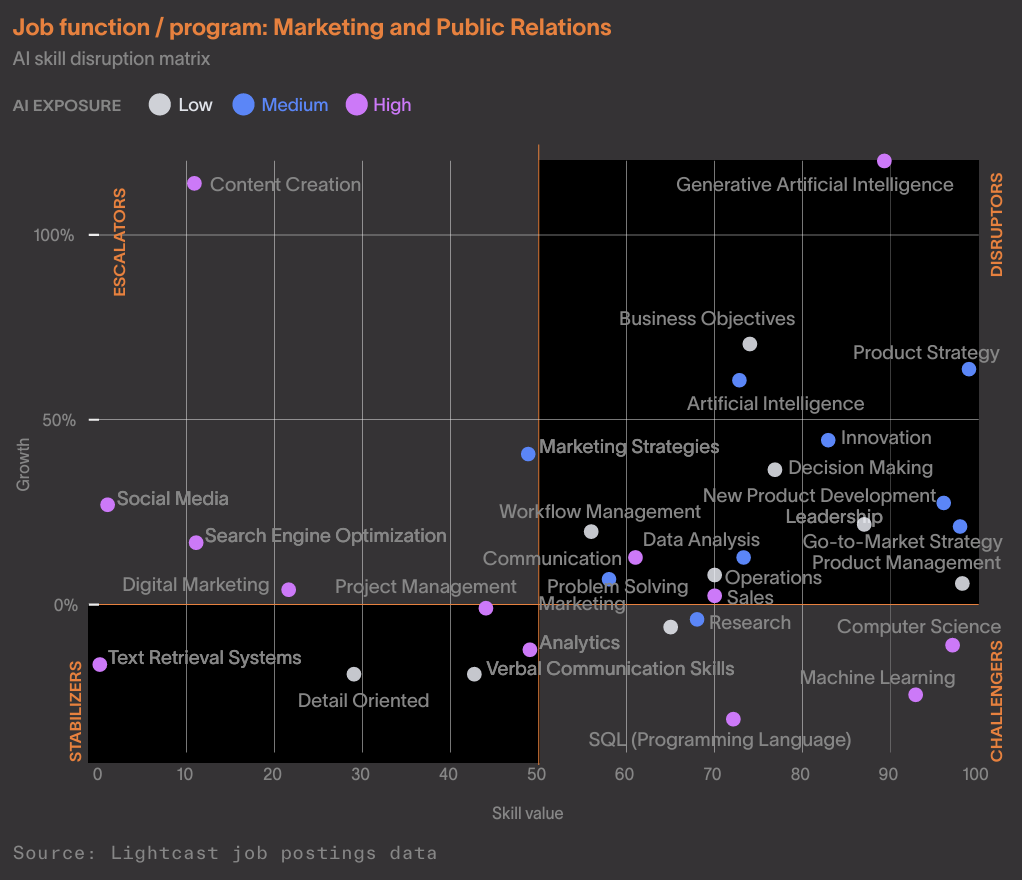 Job function / program: Marketing and Public Relations
AI skill disruption matrix
AI EXPOSURE Low Medium High
Content Creation
Generative Artificial Intelligence
ESCALATORS
DISRUPTORS
100%
Business Objectives
Product Strategy
Artificial Intelligence
50%
Growth
Innovation
Marketing Strategies
Decision Making
Social Media
New Product Development
Workflow Management
Leadership
Search Engine Optimization
Data Analysis
Go-to-Market Strategy
Communication
Product Management
Operations
Digital Marketing
Project Management
Problem Solving
Sales
0%
Marketing
Research
Computer Science
Analytics
Text Retrieval Systems
Verbal Communication Skills
Machine Learning
Detail Oriented
STABILIZERS
CHALLENGERS
SQL (Programming Language)
0 10 20 30 40 50 60 70 80 90 100
Skill value
Source: Lightcast job postings data